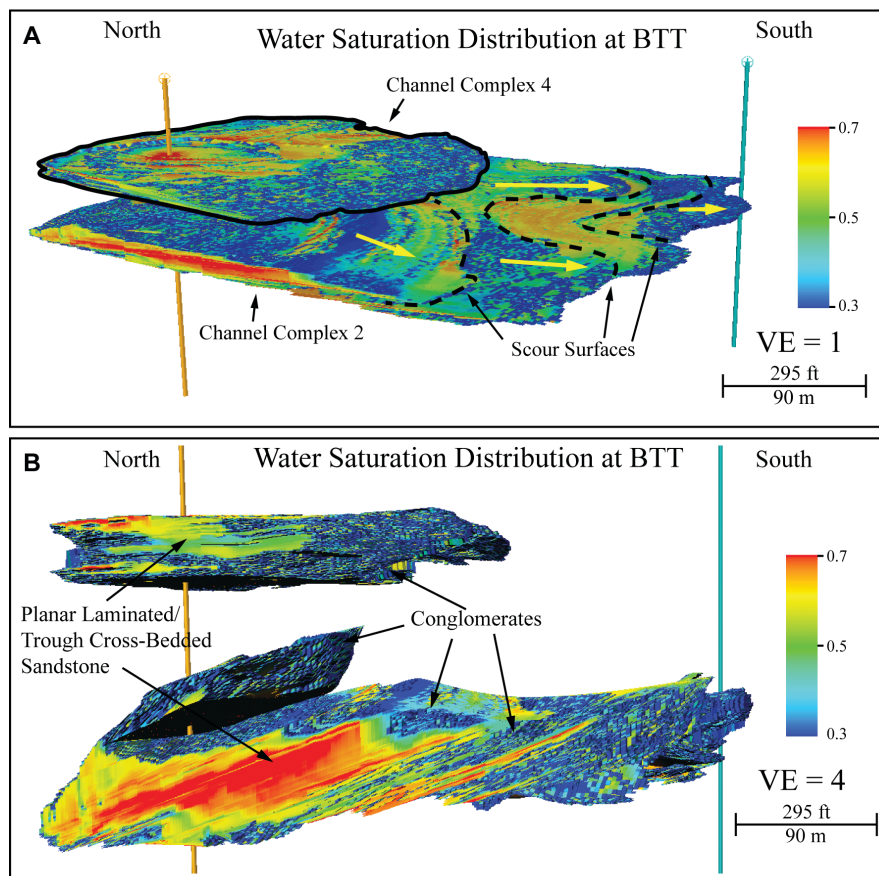 A
North
Water Saturation Distribution at BTT
South
Channel Complex 4
0.7
0.5
0.3
Channel Complex 2
Scour Surfaces
VE = 1
295 ft
90 m
B
North
Water Saturation Distribution at BTT
South
0.7
0.5
0.3
Planar Laminated/
Trough Cross-Bedded
Sandstone
Conglomerates
VE = 4
295 ft
90 m